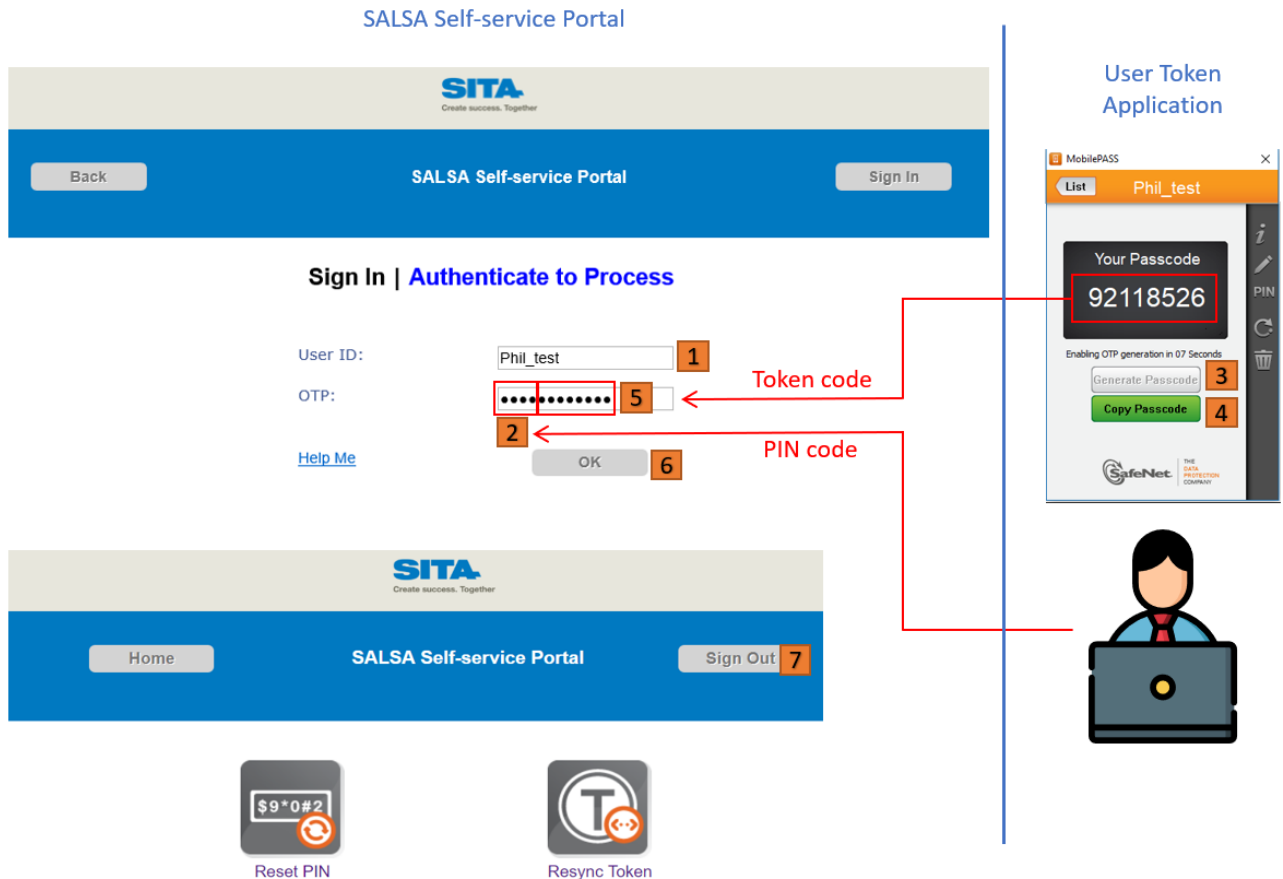 SALSA Self-service Portal
SITA
Create success. Together
Back
SALSA Self-service Portal
Sign In
Sign In | Authenticate to Process
User ID:
Phil_test
1
OTP:
5
Token code
2
PIN code
Help Me
OK
6
SITA
Create success. Together
Home
SALSA Self-service Portal
Sign Out
7
$9*0#2
Reset PIN
T
Resync Token
User Token
Application
MobilePASS
List
Phil_test
i
Your Passcode
92118526
PIN
Enabling OTP generation in 07 Seconds
Generate Passcode
3
Copy Passcode
4
SafeNet
THE
DATA
PROTECTION
COMPANY